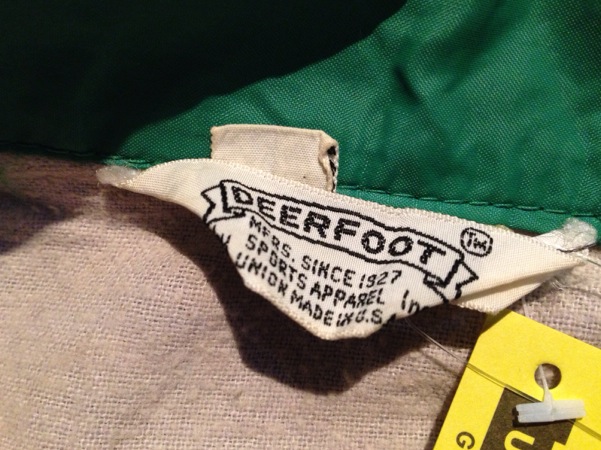 DEERFOOT
TM
MFRS. SINCE 1927
SPORTS APPAREL
UNION MADE IN U.S
G